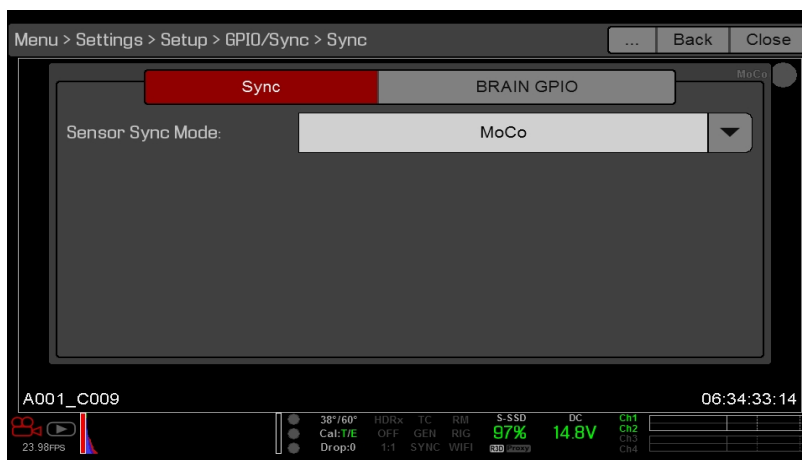 Menu > Settings > Setup > GPIO/Sync > Sync ... Back Close
MoCo
Sync BRAIN GPIO
Sensor Sync Mode: MoCo
A001_C009 06:34:33:14
38°/60° HDRx TC RM S-SSD DC Ch1
Cal:T/E OFF GEN RIG 97% 14.8V Ch2
Drop:0 1:1 SYNC WIFI R3D Proxy Ch3
23.98FPS Ch4